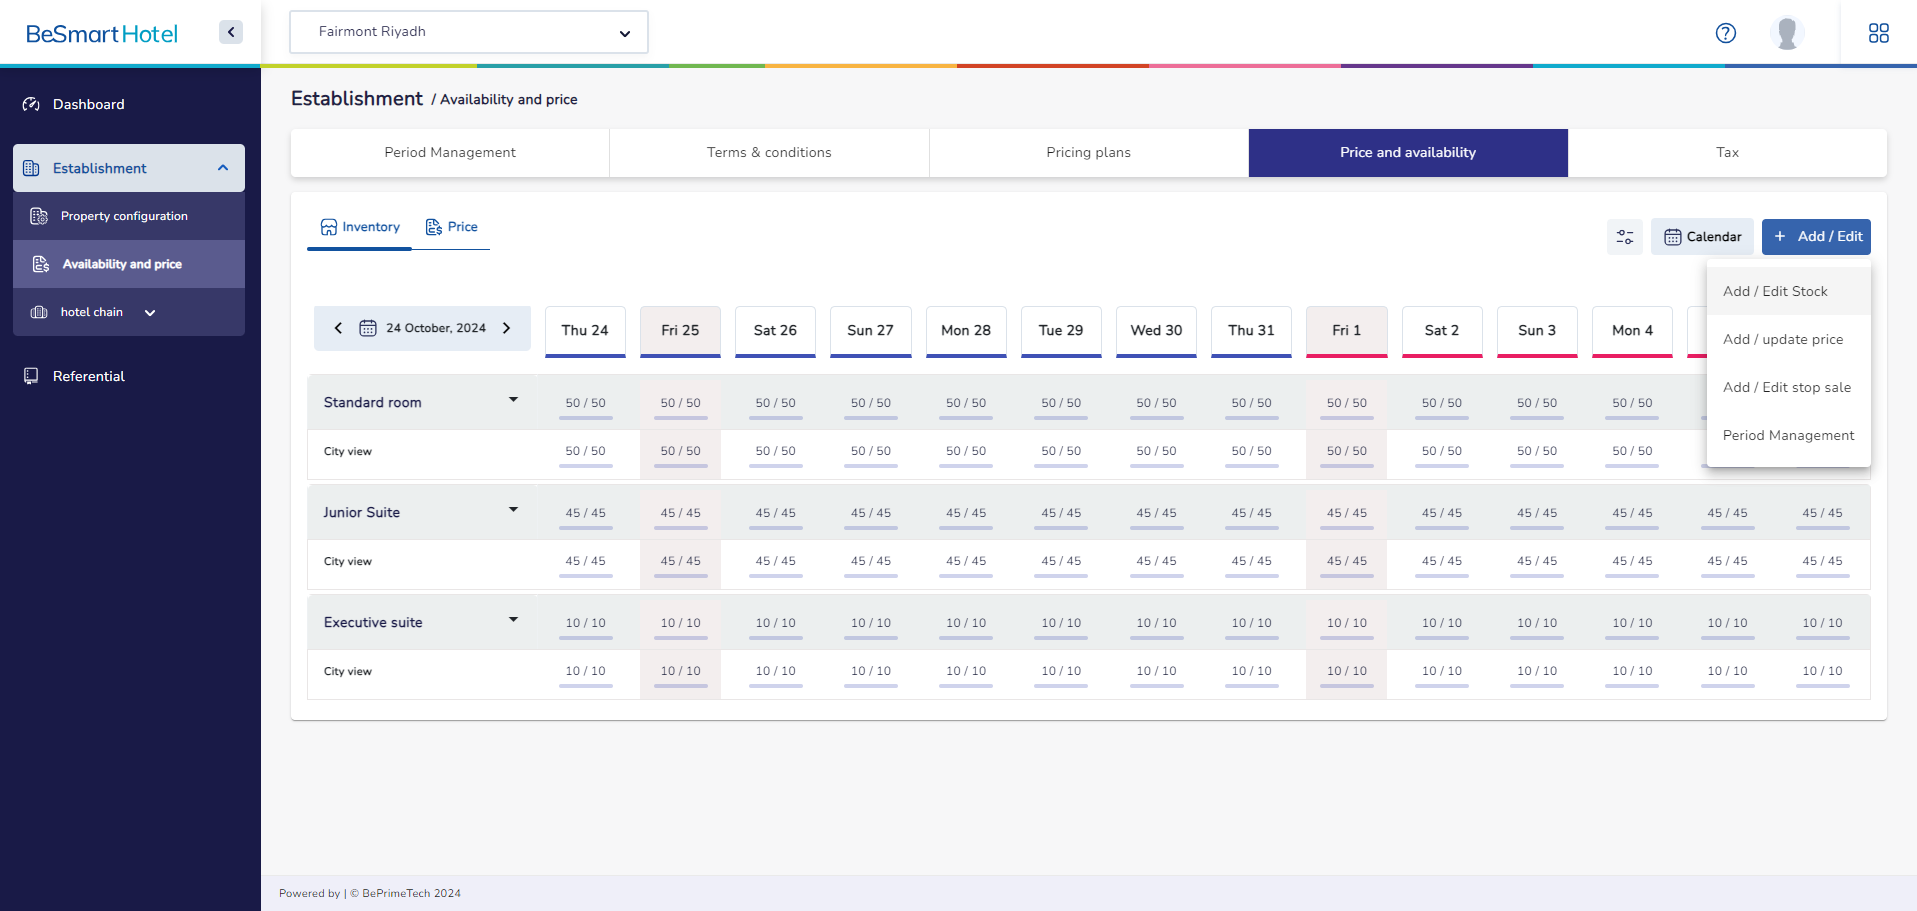 BeSmartHotel
Fairmont Riyadh
Dashboard
Establishment
Property configuration
Availability and price
hotel chain
Referential
Establishment / Availability and price
Period Management Terms & conditions Pricing plans Price and availability Tax
Inventory Price
Calendar + Add / Edit
Add / Edit Stock
Add / update price
Add / Edit stop sale
Period Management
24 October, 2024 Thu 24 Fri 25 Sat 26 Sun 27 Mon 28 Tue 29 Wed 30 Thu 31 Fri 1 Sat 2 Sun 3 Mon 4
Standard room 50 / 50 50 / 50 50 / 50 50 / 50 50 / 50 50 / 50 50 / 50 50 / 50 50 / 50 50 / 50 50 / 50 50 / 50
City view 50 / 50 50 / 50 50 / 50 50 / 50 50 / 50 50 / 50 50 / 50 50 / 50 50 / 50 50 / 50 50 / 50 50 / 50
Junior Suite 45 / 45 45 / 45 45 / 45 45 / 45 45 / 45 45 / 45 45 / 45 45 / 45 45 / 45 45 / 45 45 / 45 45 / 45 45 / 45 45 / 45
City view 45 / 45 45 / 45 45 / 45 45 / 45 45 / 45 45 / 45 45 / 45 45 / 45 45 / 45 45 / 45 45 / 45 45 / 45 45 / 45 45 / 45
Executive suite 10 / 10 10 / 10 10 / 10 10 / 10 10 / 10 10 / 10 10 / 10 10 / 10 10 / 10 10 / 10 10 / 10 10 / 10 10 / 10 10 / 10
City view 10 / 10 10 / 10 10 / 10 10 / 10 10 / 10 10 / 10 10 / 10 10 / 10 10 / 10 10 / 10 10 / 10 10 / 10 10 / 10 10 / 10
Powered by | © BePrimeTech 2024